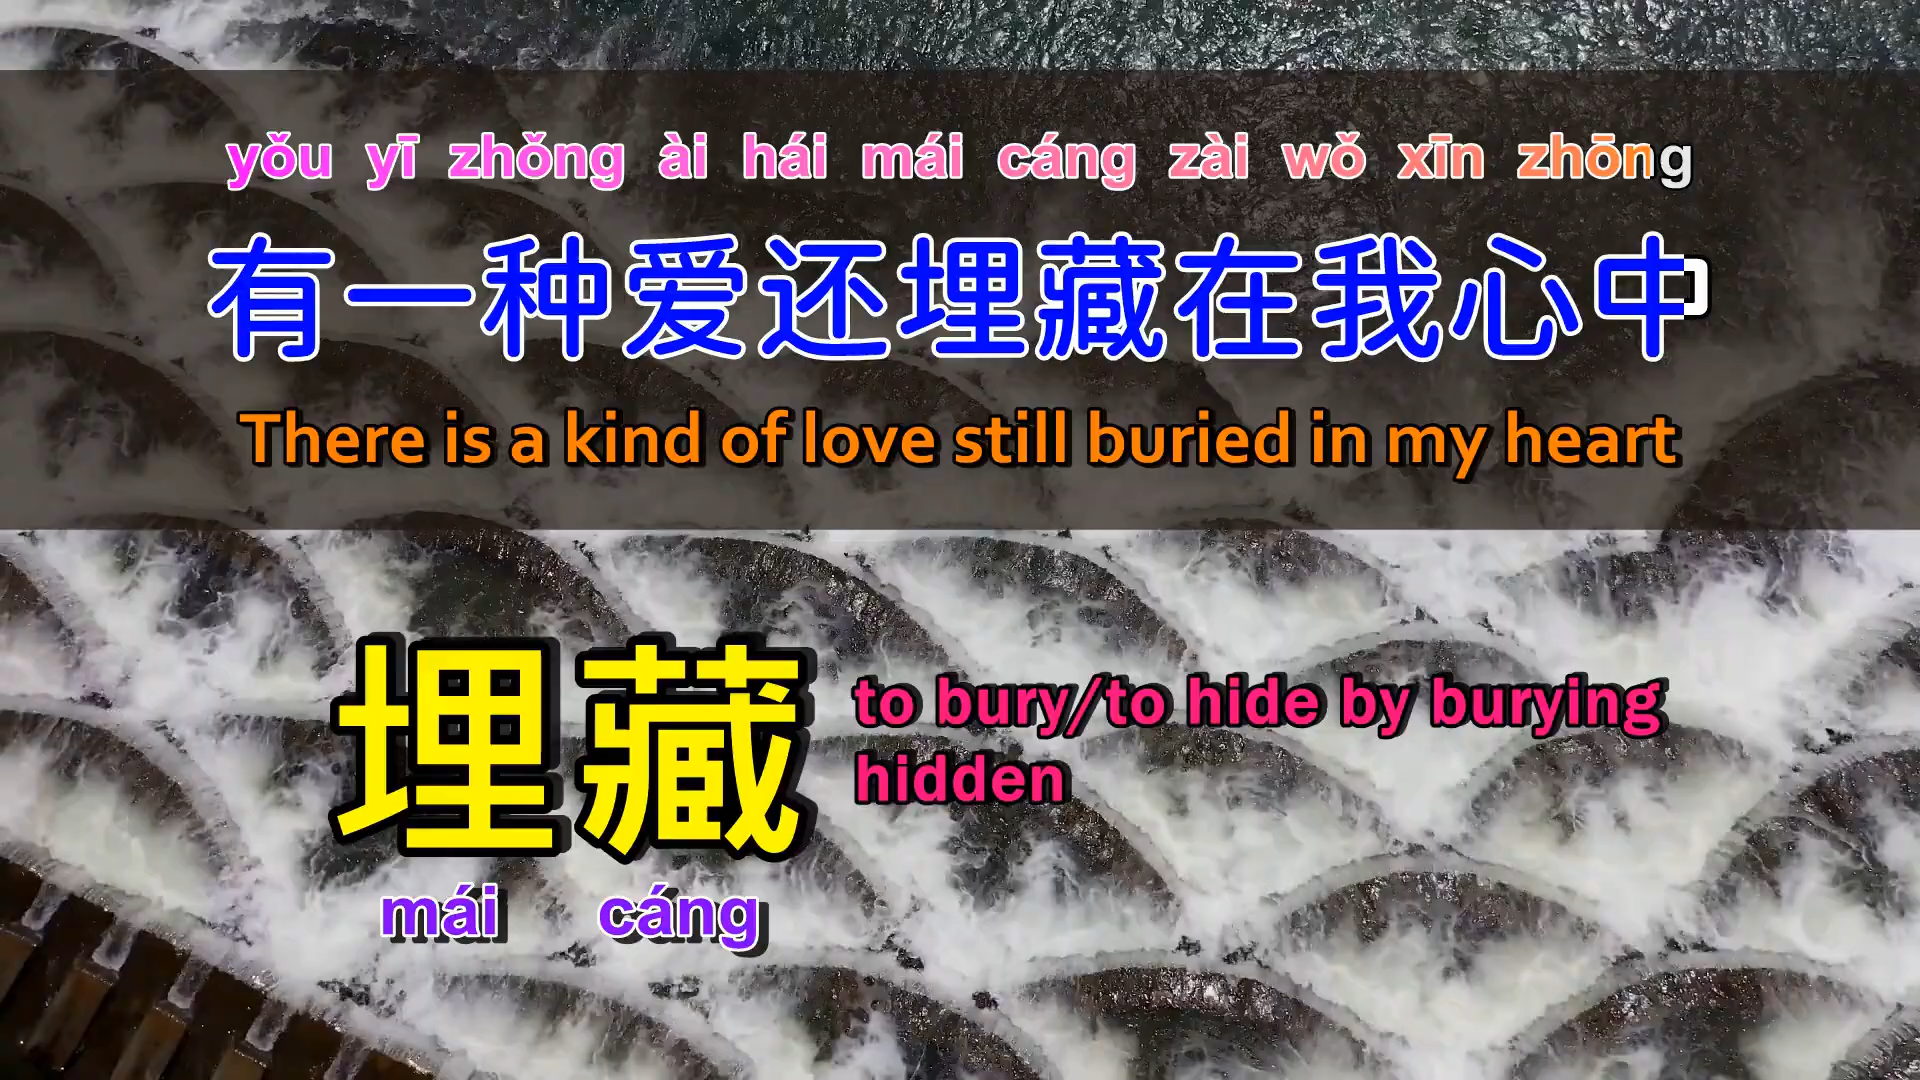 yǒu yī zhǒng ài hái mái cáng zài wǒ xīn zhōng
有一种爱还埋藏在我心中
There is a kind of love still buried in my heart
埋藏
mái cáng
to bury/to hide by burying
hidden